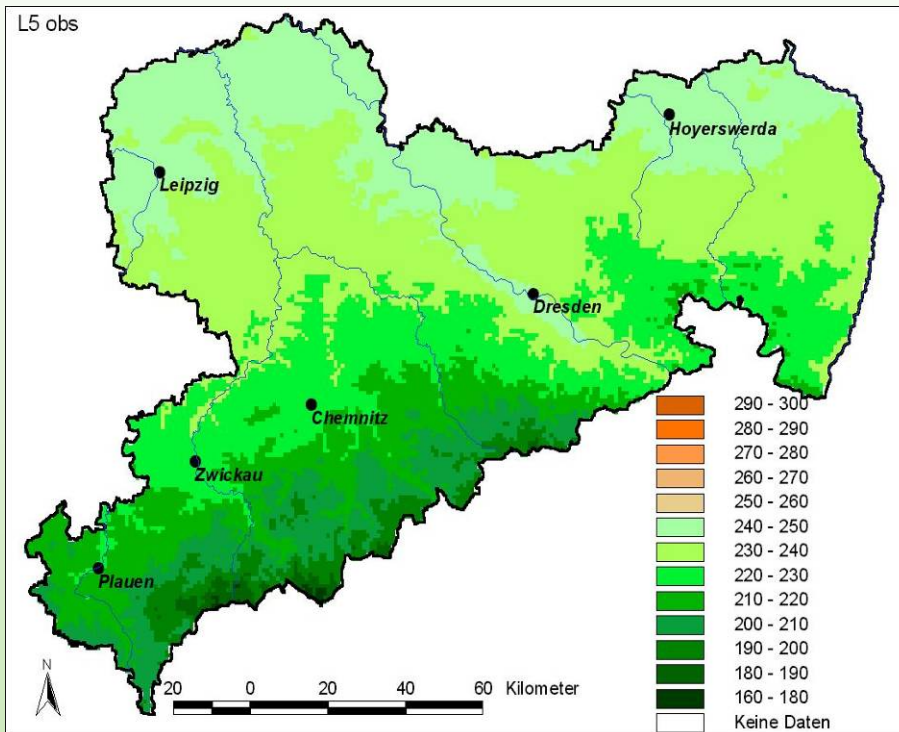 L5 obs
Hoyerswerda
Leipzig
Dresden
Chemnitz
Zwickau
Plauen
290 - 300
280 - 290
270 - 280
260 - 270
250 - 260
240 - 250
230 - 240
220 - 230
210 - 220
200 - 210
190 - 200
180 - 190
160 - 180
Keine Daten
N
20 0 20 40 60 Kilometer